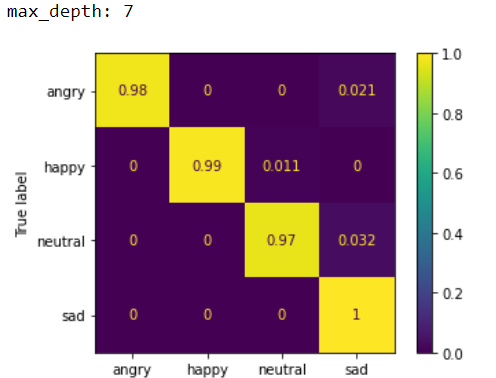 max_depth: 7
1.0
angry 0.98 0 0 0.021
0.8
happy 0 0.99 0.011 0
0.6
True label
0.4
neutral 0 0 0.97 0.032
0.2
sad 0 0 0 1
0.0
angry happy neutral sad